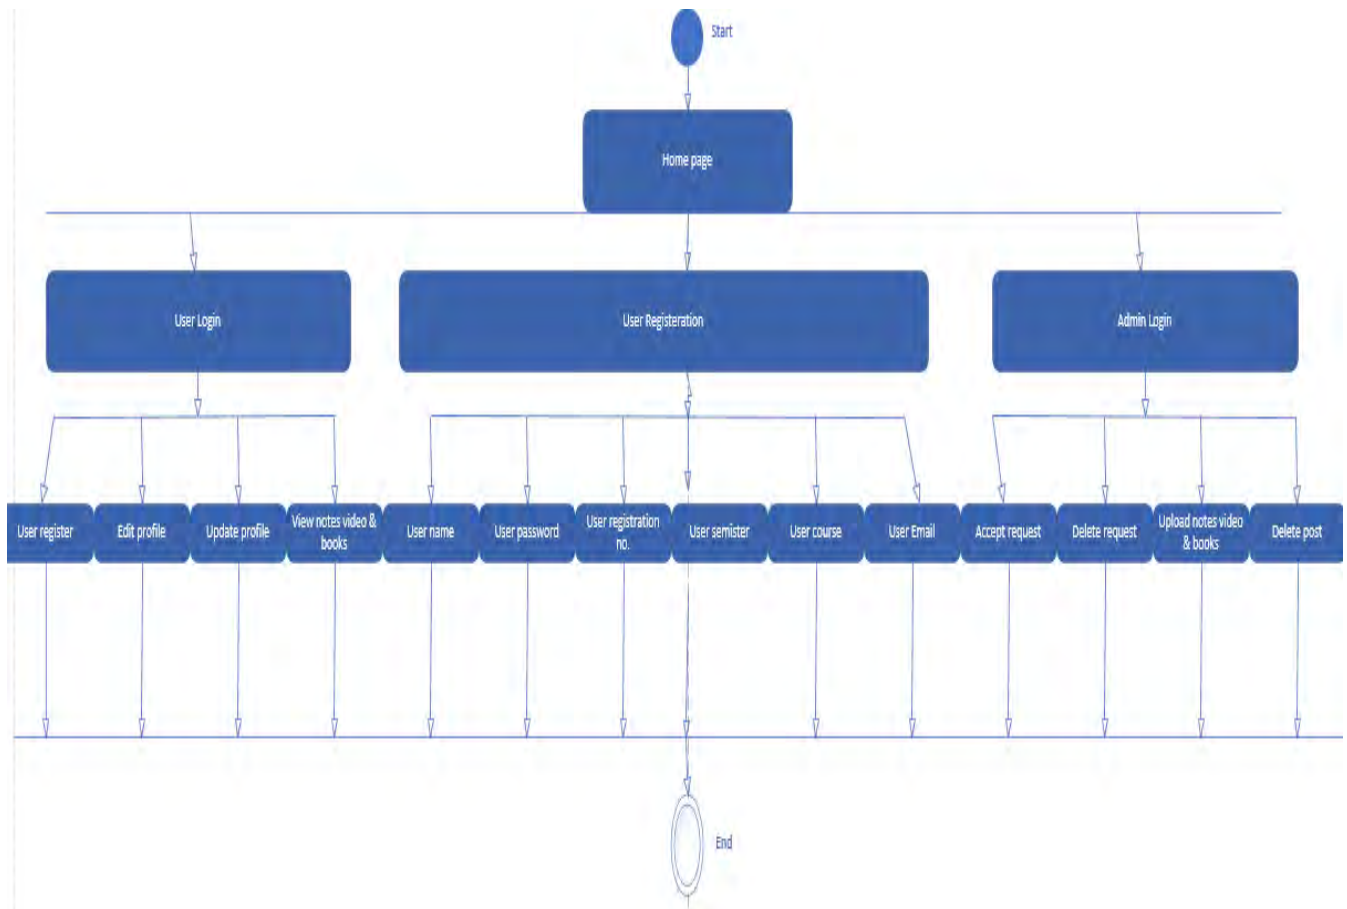 Start
Home page
User Login
User Registeration
Admin Login
User register
Edit profile
Update profile
View notes video &
books
User name
User password
User registration
no.
User semister
User course
User Email
Accept request
Delete request
Upload notes video
& books
Delete post
End